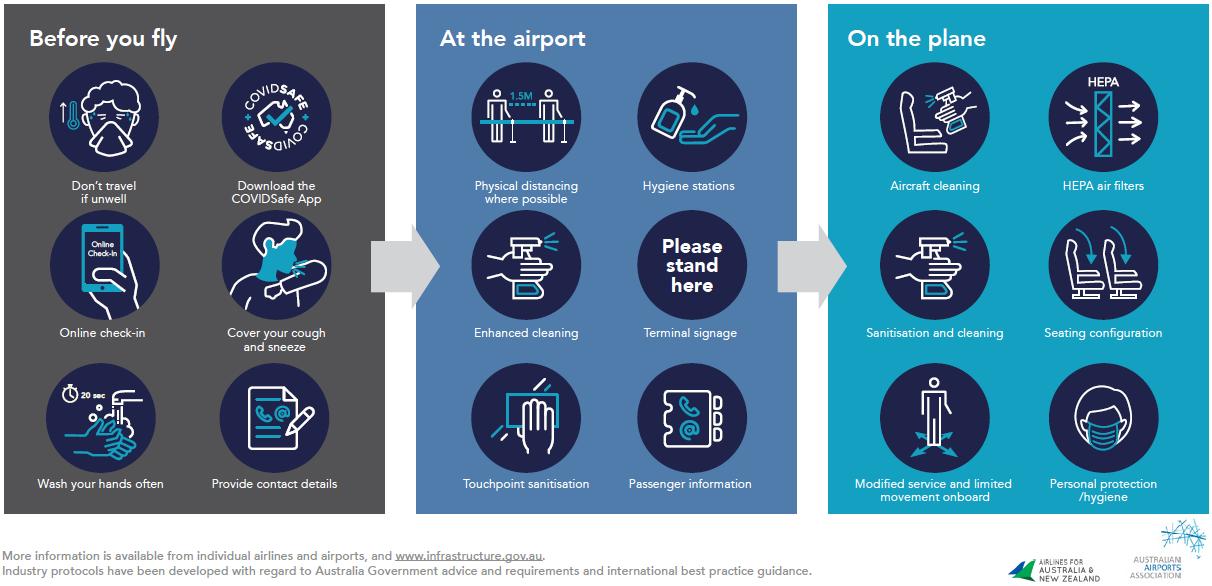 Before you fly
Don't travel
if unwell
COVIDSAFE
COVIDSAFE
Download the
COVIDSafe App
Online
Check-In
Online check-in
Cover your cough
and sneeze
20 sec
Wash your hands often
@
Provide contact details
At the airport
1.5M
Physical distancing
where possible
Hygiene stations
Enhanced cleaning
Please
stand
here
Terminal signage
Touchpoint sanitisation
@
Passenger information
On the plane
Aircraft cleaning
HEPA
HEPA air filters
Sanitisation and cleaning
Seating configuration
Modified service and limited
movement onboard
Personal protection
/hygiene
More information is available from individual airlines and airports, and www.infrastructure.gov.au.
Industry protocols have been developed with regard to Australia Government advice and requirements and international best practice guidance.
AIRLINES FOR
AUSTRALIA &
NEW ZEALAND
AUSTRALIAN
AIRPORTS
ASSOCIATION